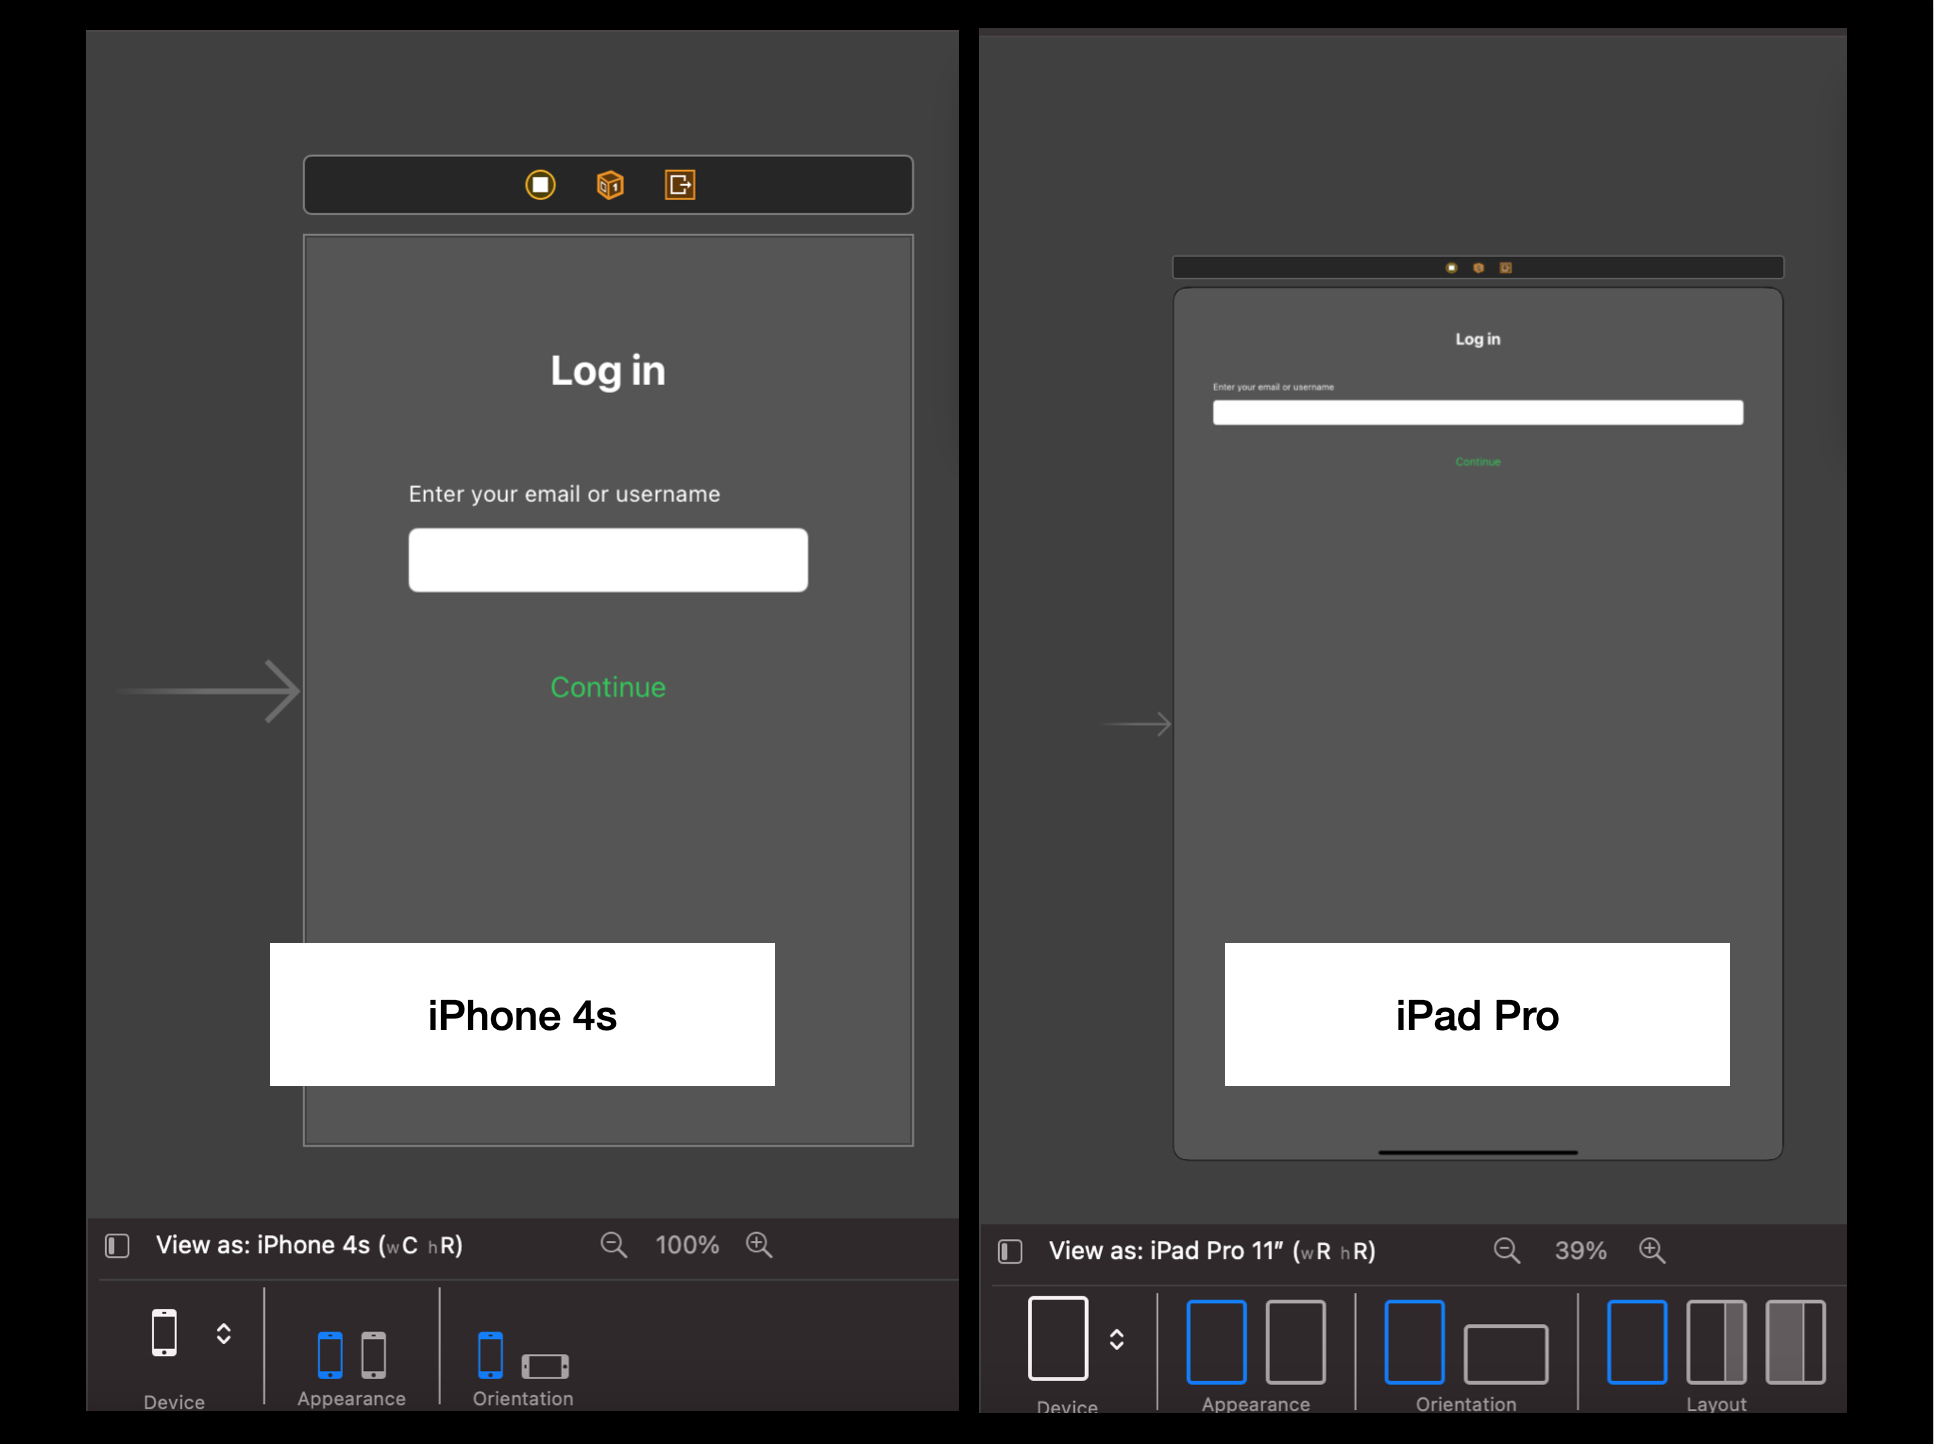 Log in
Enter your email or username
Continue
iPhone 4s
View as: iPhone 4s (wC hR)
100%
Device
Appearance
Orientation
Log in
Enter your email or username
Continue
iPad Pro
View as: iPad Pro 11” (wR hR)
39%
Device
Appearance
Orientation
Layout